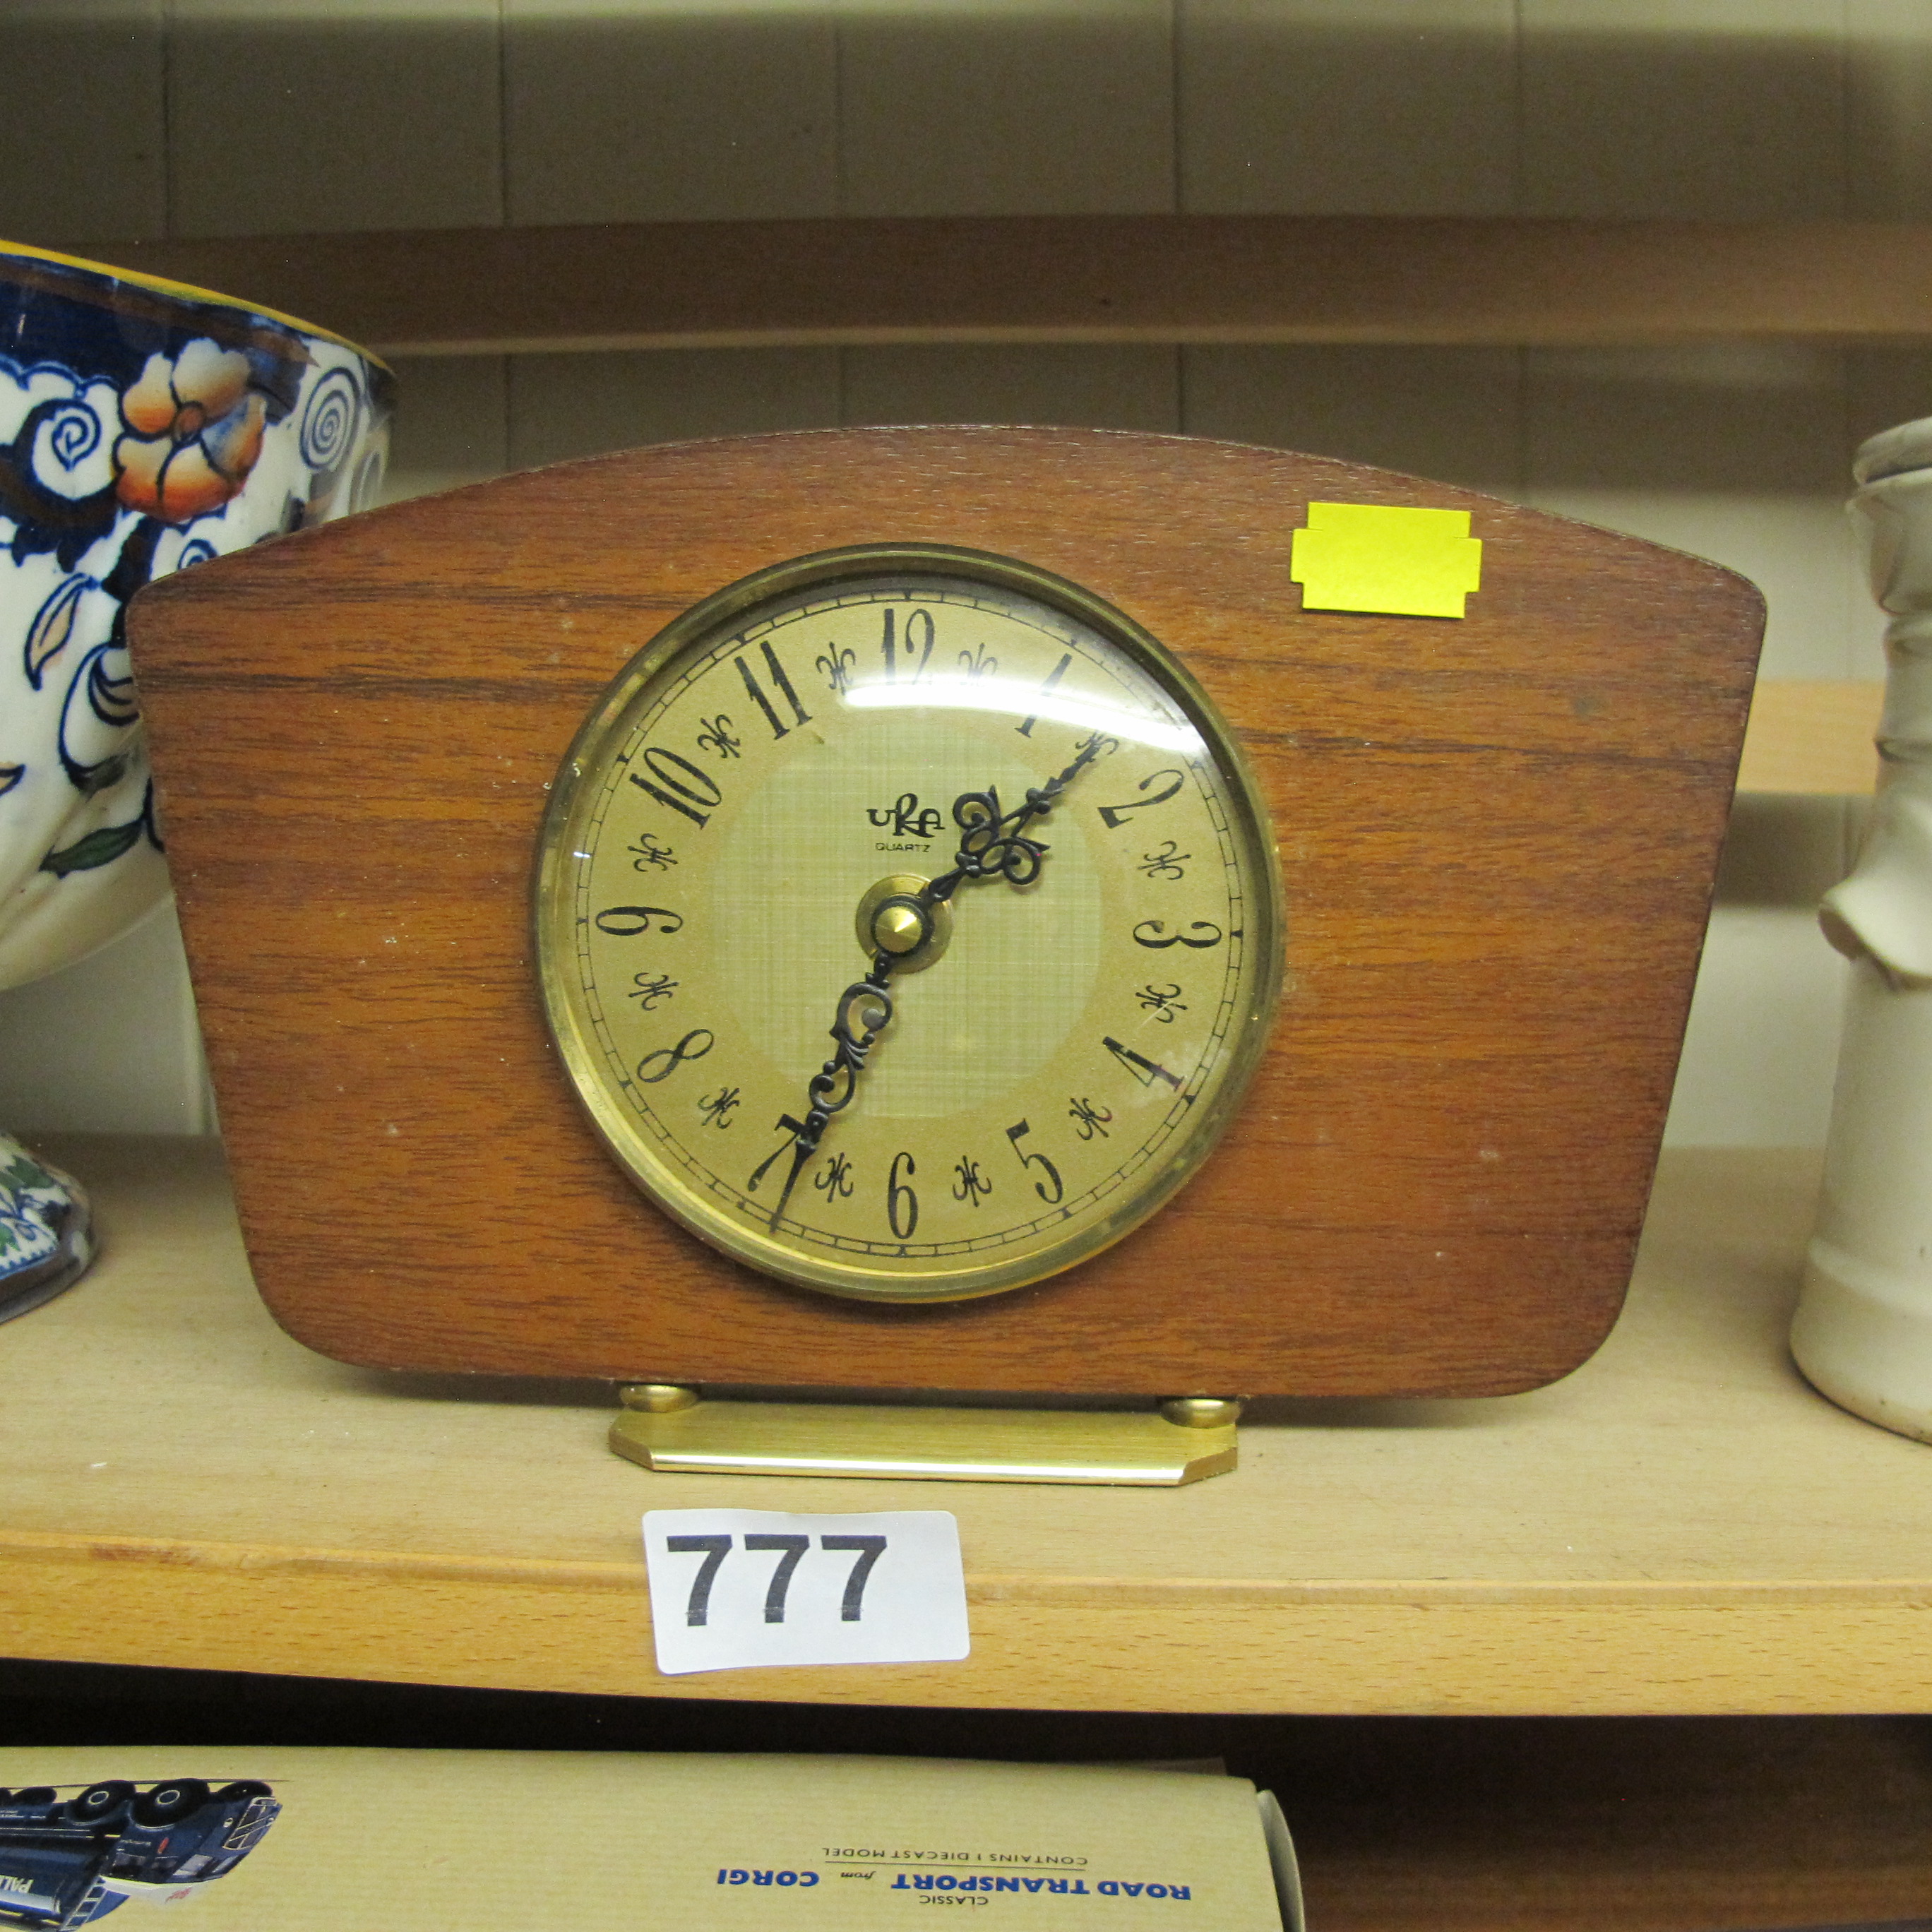 12
11
1
10
2
URA
QUARTZ
9
3
8
4
7
5
6
777
CLASSIC
ROAD TRANSPORT from CORGI
CONTAINS 1 DIECAST MODEL